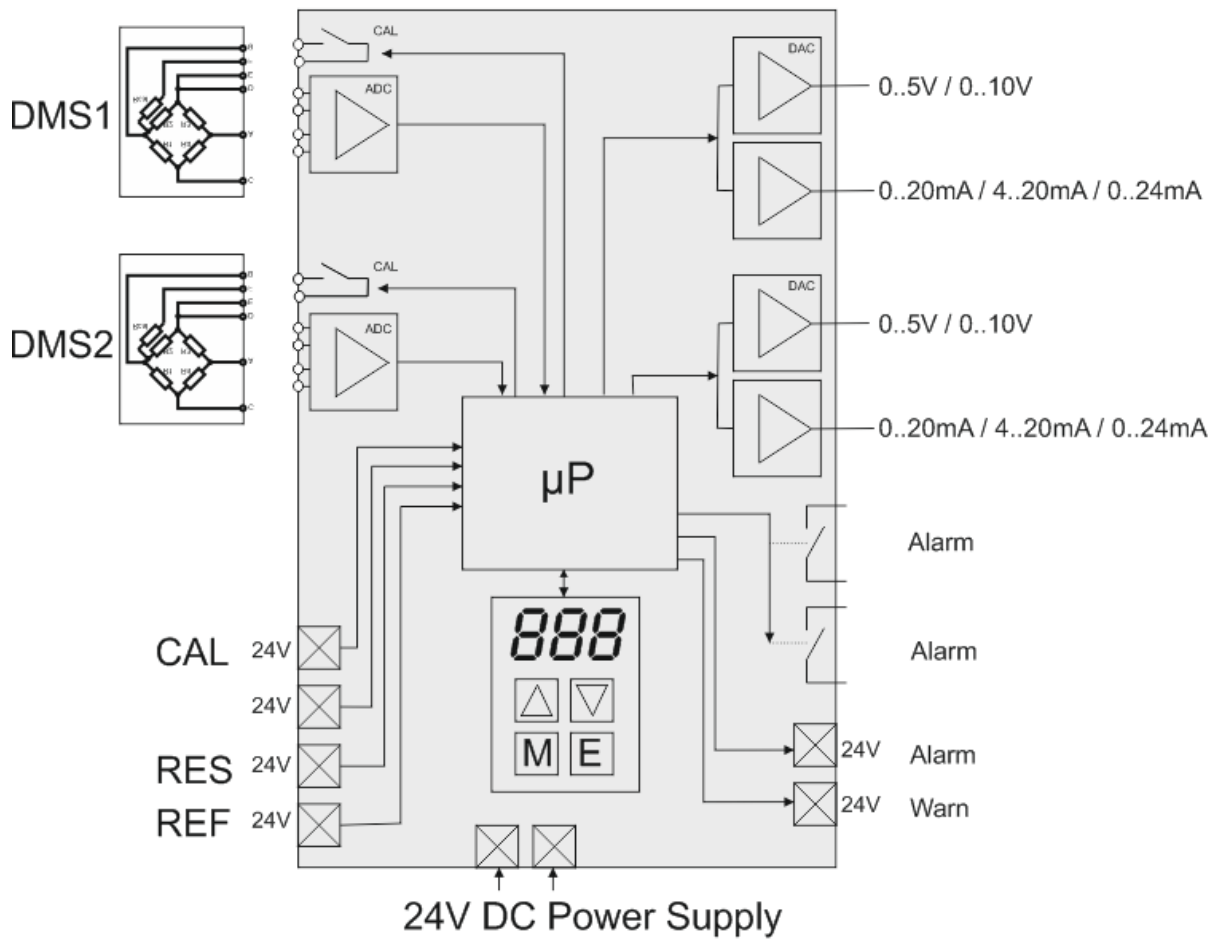 CAL
DAC
ADC
DMS1
0..5V / 0..10V
0..20mA / 4..20mA / 0..24mA
CAL
DAC
ADC
DMS2
0..5V / 0..10V
0..20mA / 4..20mA / 0..24mA
µP
Alarm
888
CAL 24V
Alarm
24V
M E
RES 24V
24V Alarm
REF 24V
24V Warn
24V DC Power Supply